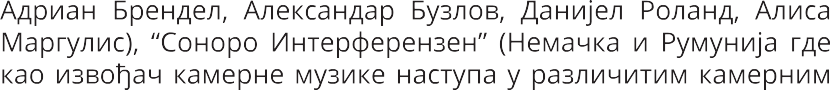 Адриан Брендел, Александар Бузлов, Данијел Роланд, Алиса
Маргулис), “Соноро Интерферензен” (Немачка и Румунија где
као извођач камерне музике наступа у различитим камерним